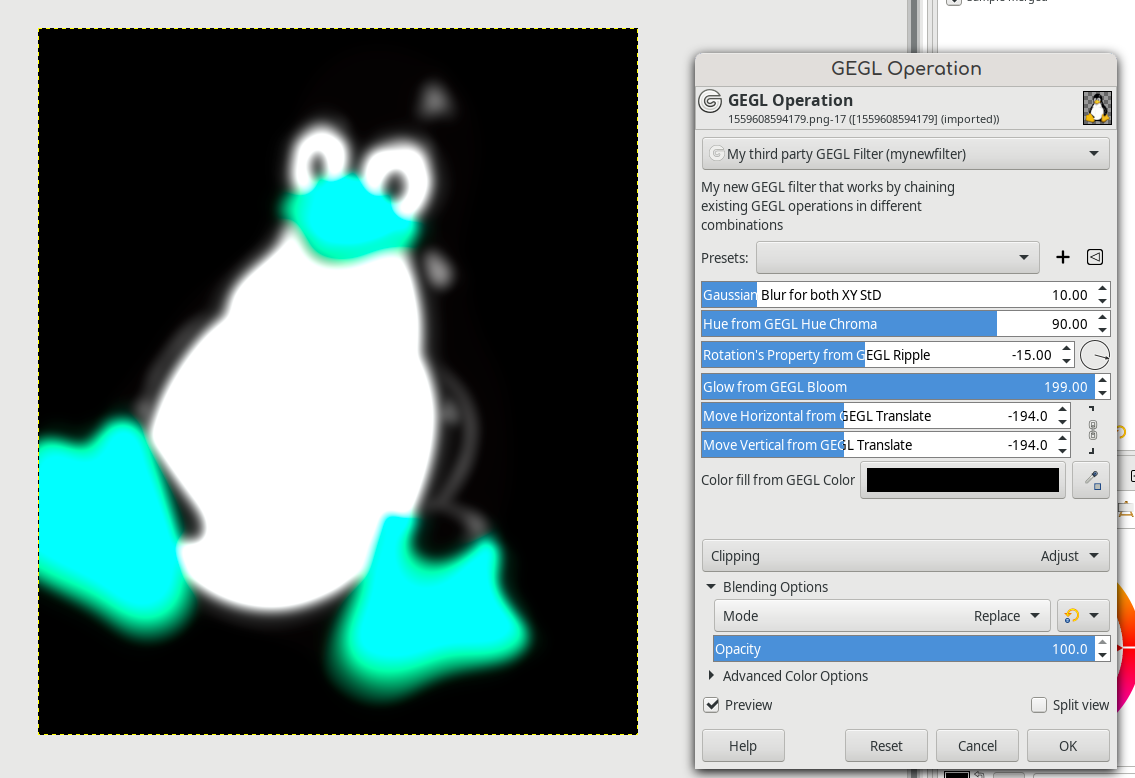 Sample merged
GEGL Operation
GEGL Operation
1559608594179.png-17 ([1559608594179] (imported))
My third party GEGL Filter (mynewfilter)
My new GEGL filter that works by chaining
existing GEGL operations in different
combinations
Presets:
Gaussian Blur for both XY StD 10.00
Hue from GEGL Hue Chroma 90.00
Rotation's Property from GEGL Ripple -15.00
Glow from GEGL Bloom 199.00
Move Horizontal from GEGL Translate -194.0
Move Vertical from GEGL Translate -194.0
Color fill from GEGL Color
Clipping Adjust
Blending Options
Mode Replace
Opacity 100.0
Advanced Color Options
Preview Split view
Help Reset Cancel OK